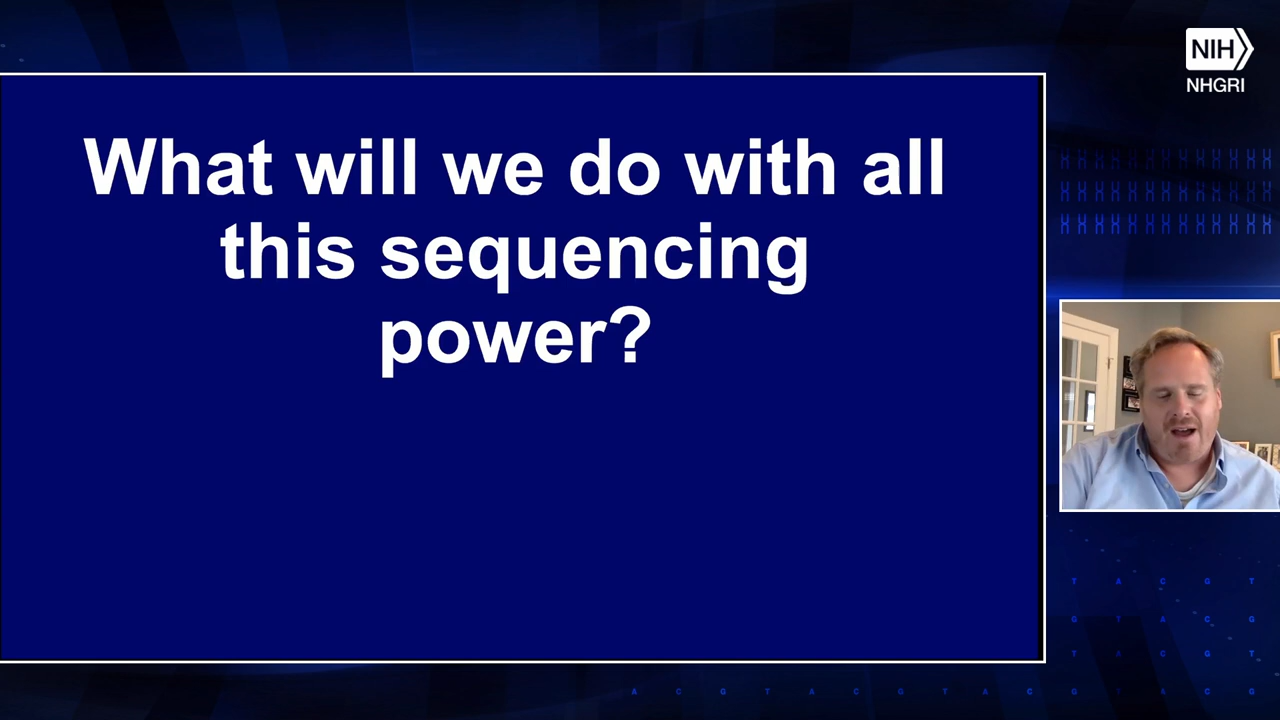 NIH
NHGRI
What will we do with all
this sequencing
power?
T A C G T
G T A C G
T A C G T
A C G T A C G T A C G T A C G